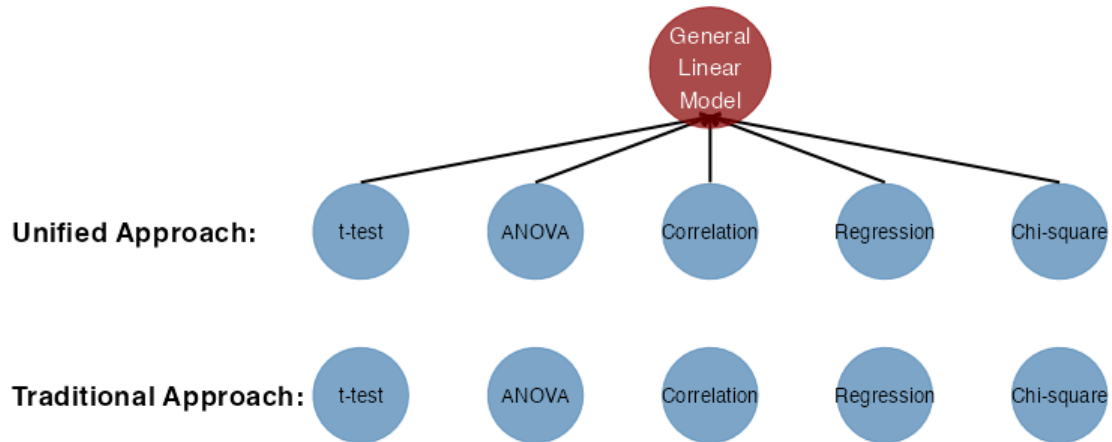 General
Linear
Model
Unified Approach: t-test ANOVA Correlation Regression Chi-square
Traditional Approach: t-test ANOVA Correlation Regression Chi-square